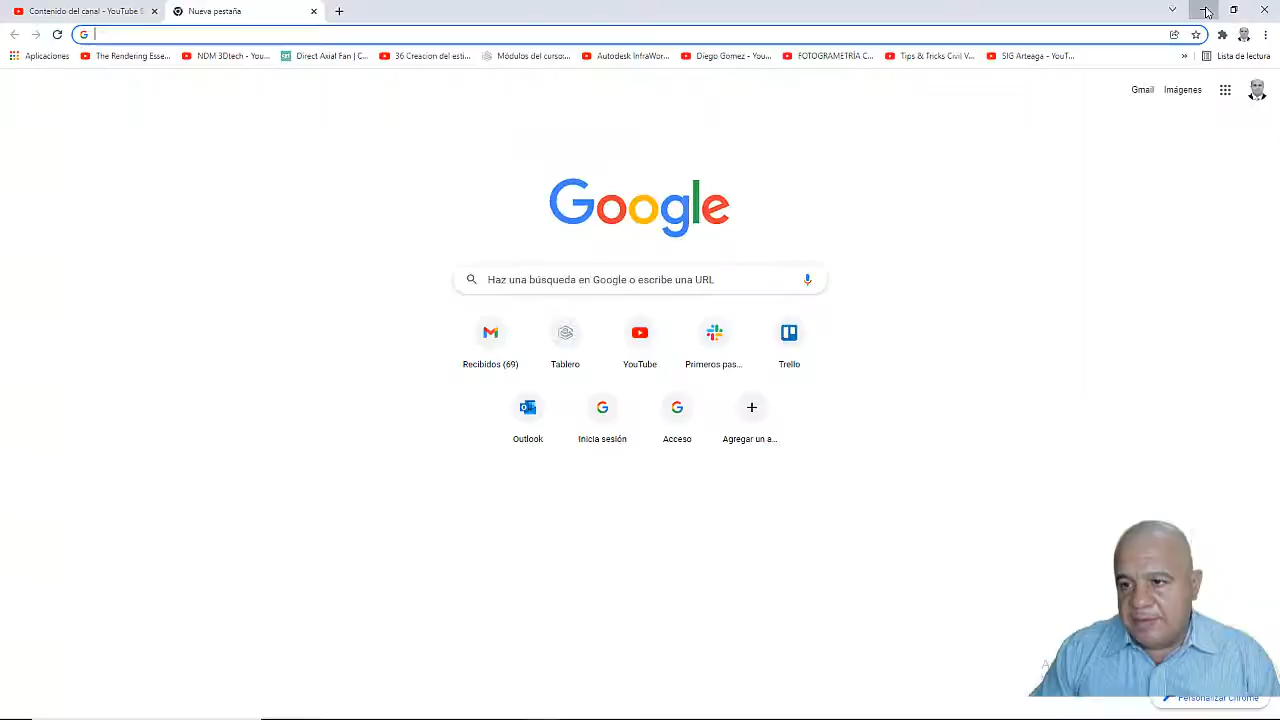 Contenido del canal - YouTube S
Nueva pestaña
Aplicaciones
The Rendering Esse...
NDM 3Dtech - You...
Direct Axial Fan | C...
36 Creacion del esti...
Módulos del curso:...
Autodesk InfraWor...
Diego Gomez - You...
FOTOGRAMETRÍA C...
Tips & Tricks Civil V...
SIG Arteaga - YouT...
»
Lista de lectura
Gmail
Imágenes
Google
Haz una búsqueda en Google o escribe una URL
Recibidos (69)
Tablero
YouTube
Primeros pas...
Trello
Outlook
Inicia sesión
Acceso
Agregar un a...
Personalizar Chrome